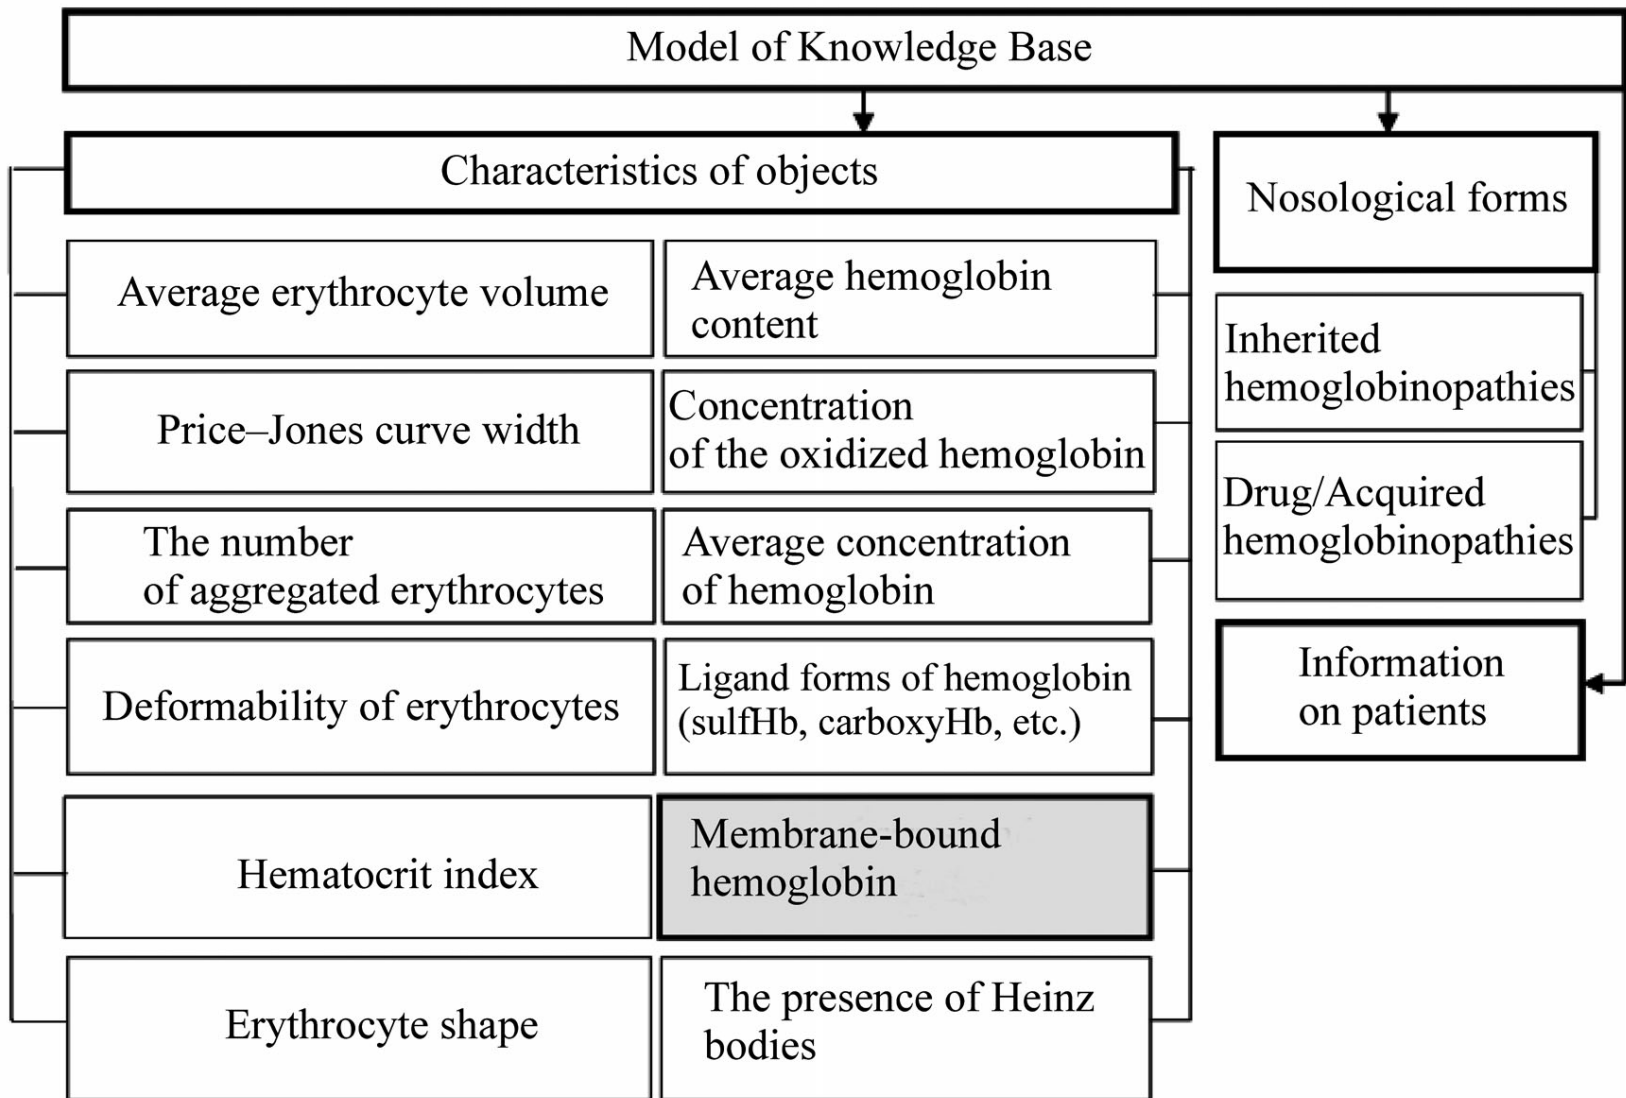 Model of Knowledge Base
Characteristics of objects
Average erythrocyte volume
Price–Jones curve width
The number
of aggregated erythrocytes
Deformability of erythrocytes
Hematocrit index
Erythrocyte shape
Average hemoglobin
content
Concentration
of the oxidized hemoglobin
Average concentration
of hemoglobin
Ligand forms of hemoglobin
(sulfHb, carboxyHb, etc.)
Membrane-bound
hemoglobin
The presence of Heinz
bodies
Nosological forms
Inherited
hemoglobinopathies
Drug/Acquired
hemoglobinopathies
Information
on patients